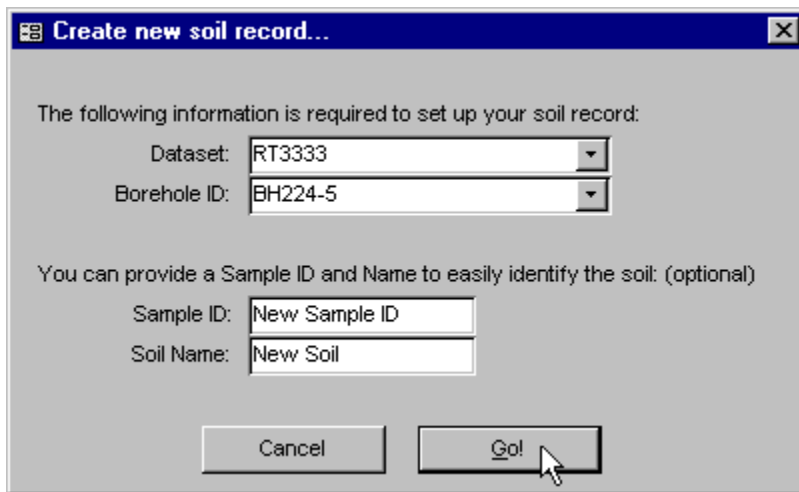 Create new soil record...
The following information is required to set up your soil record:
Dataset: RT3333
Borehole ID: BH224-5
You can provide a Sample ID and Name to easily identify the soil: (optional)
Sample ID: New Sample ID
Soil Name: New Soil
Cancel Go!